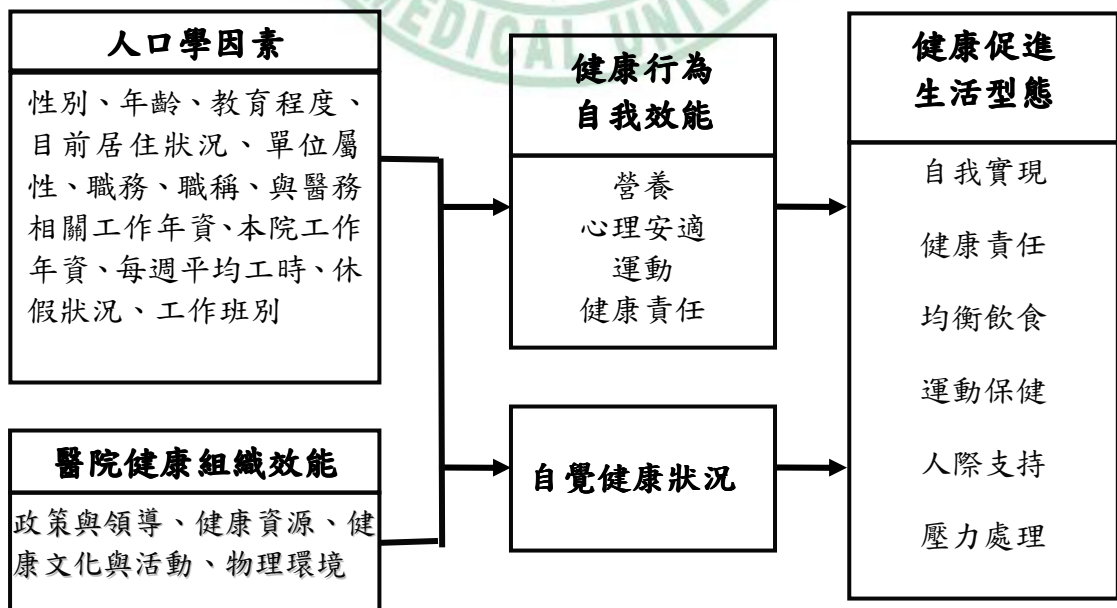 MEDICAL UNIV
人口學因素
性別、年齡、教育程度、
目前居住狀況、單位屬
性、職務、職稱、與醫務
相關工作年資、本院工作
年資、每週平均工時、休
假狀況、工作班別
醫院健康組織效能
政策與領導、健康資源、健
康文化與活動、物理環境
健康行為
自我效能
營養
心理安適
運動
健康責任
自覺健康狀況
健康促進
生活型態
自我實現
健康責任
均衡飲食
運動保健
人際支持
壓力處理